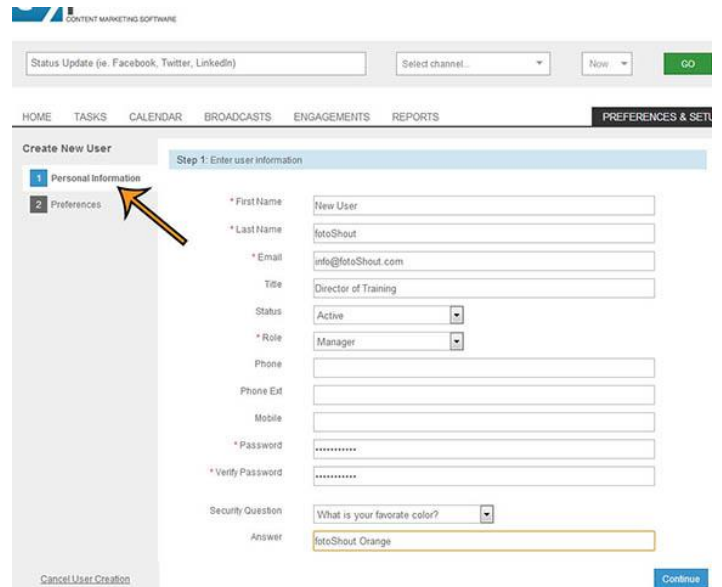 CONTENT MARKETING SOFTWARE
Status Update (ie. Facebook, Twitter, LinkedIn)
Select channel...
Now
GO
HOME
TASKS
CALENDAR
BROADCASTS
ENGAGEMENTS
REPORTS
PREFERENCES & SETU
Create New User
1 Personal Information
2 Preferences
Step 1: Enter user information
* First Name
New User
* Last Name
fotoShout
* Email
info@fotoShout.com
Title
Director of Training
Status
Active
* Role
Manager
Phone
Phone Ext
Mobile
* Password
•••••••••••
* Verify Password
•••••••••••
Security Question
What is your favorate color?
Answer
fotoShout Orange
Cancel User Creation
Continue